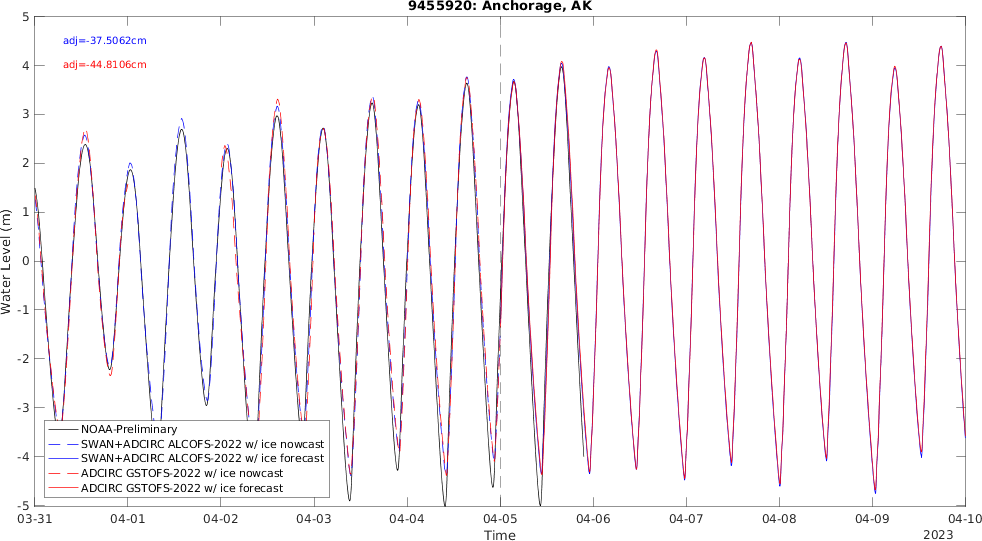 9455920: Anchorage, AK
adj=-37.5062cm
adj=-44.8106cm
5
4
3
2
1
0
-1
-2
-3
-4
-5
Water Level (m)
NOAA-Preliminary
SWAN+ADCIRC ALCOFS-2022 w/ ice nowcast
SWAN+ADCIRC ALCOFS-2022 w/ ice forecast
ADCIRC GSTOFS-2022 w/ ice nowcast
ADCIRC GSTOFS-2022 w/ ice forecast
03-31 04-01 04-02 04-03 04-04 04-05 04-06 04-07 04-08 04-09 04-10
Time
2023